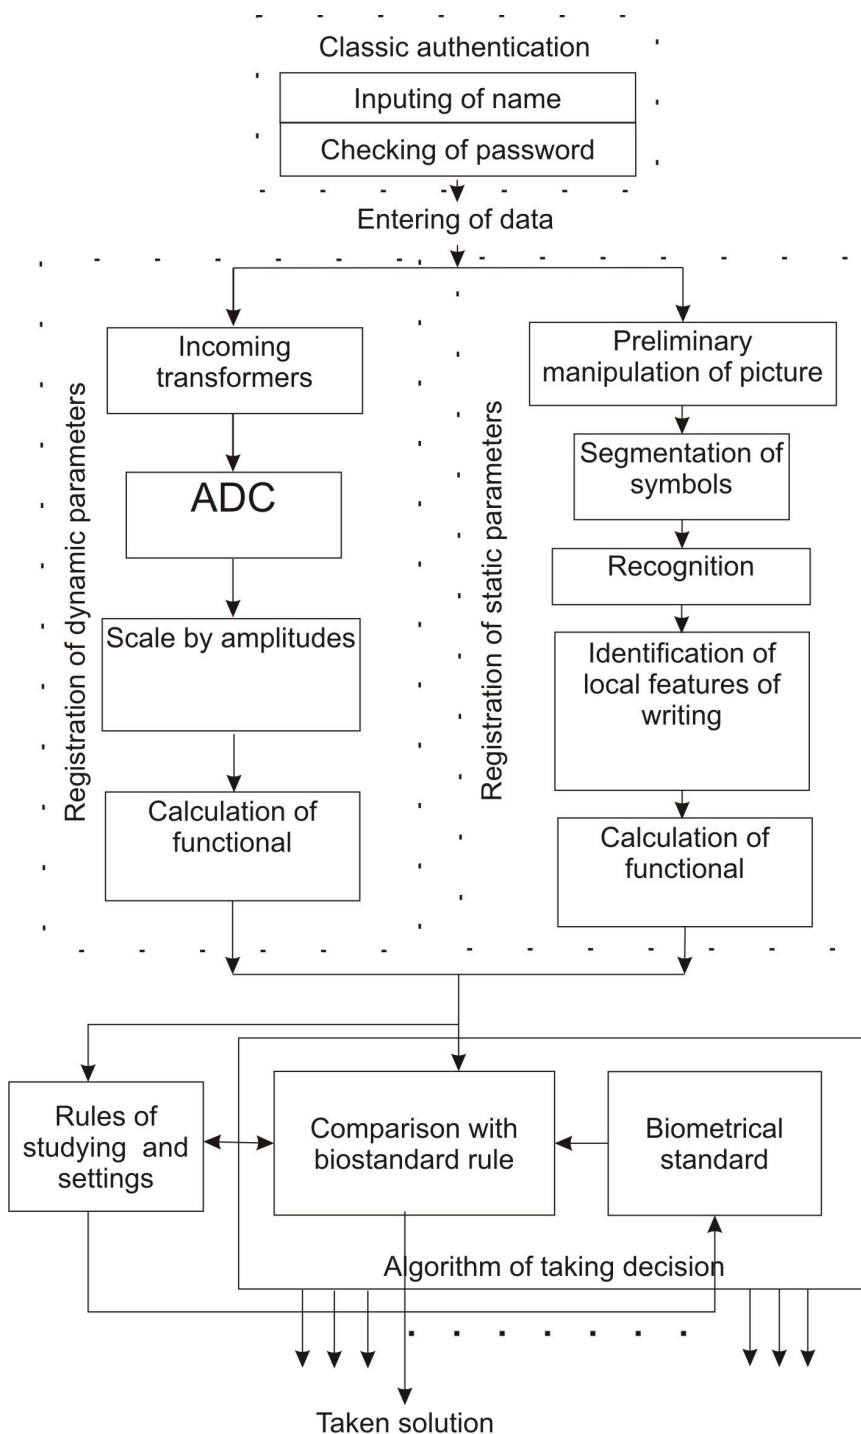 Classic authentication
Inputing of name
Checking of password
Entering of data
Registration of dynamic parameters
Incoming
transformers
ADC
Scale by amplitudes
Calculation of
functional
Registration of static parameters
Preliminary
manipulation of picture
Segmentation of
symbols
Recognition
Identification of
local features of
writing
Calculation of
functional
Rules of
studying and
settings
Comparison with
biostandard rule
Biometrical
standard
Algorithm of taking decision
Taken solution